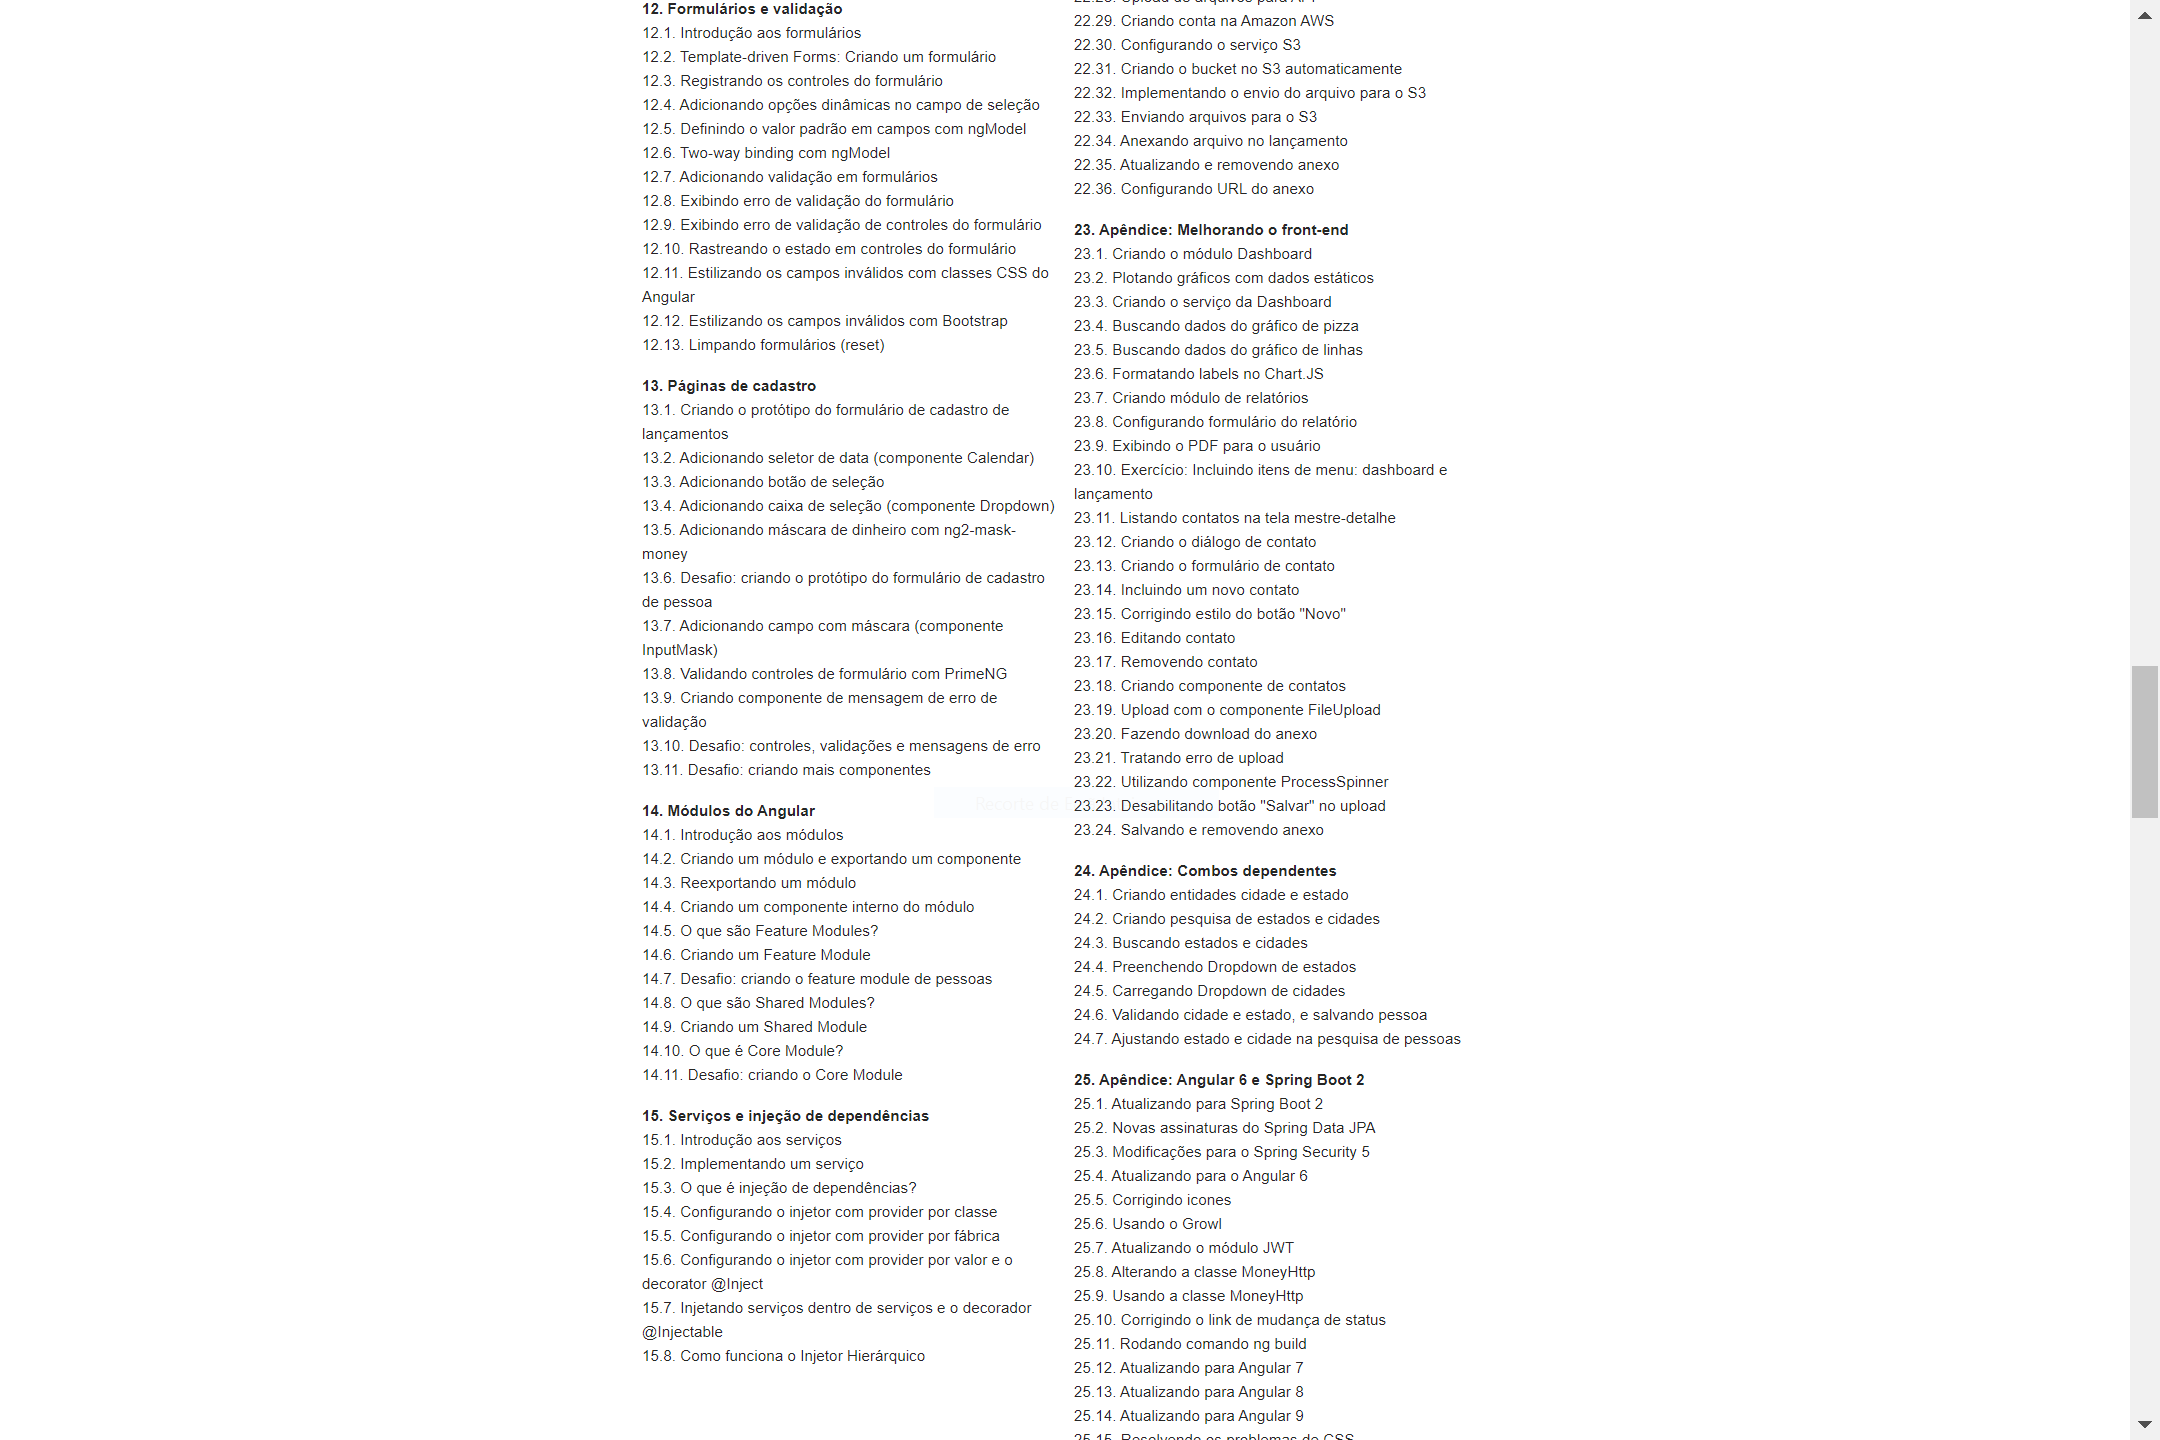 12. Formulários e validação
12.1. Introdução aos formulários
12.2. Template-driven Forms: Criando um formulário
12.3. Registrando os controles do formulário
12.4. Adicionando opções dinâmicas no campo de seleção
12.5. Definindo o valor padrão em campos com ngModel
12.6. Two-way binding com ngModel
12.7. Adicionando validação em formulários
12.8. Exibindo erro de validação do formulário
12.9. Exibindo erro de validação de controles do formulário
12.10. Rastreando o estado em controles do formulário
12.11. Estilizando os campos inválidos com classes CSS do
Angular
12.12. Estilizando os campos inválidos com Bootstrap
12.13. Limpando formulários (reset)
13. Páginas de cadastro
13.1. Criando o protótipo do formulário de cadastro de
lançamentos
13.2. Adicionando seletor de data (componente Calendar)
13.3. Adicionando botão de seleção
13.4. Adicionando caixa de seleção (componente Dropdown)
13.5. Adicionando máscara de dinheiro com ng2-mask-
money
13.6. Desafio: criando o protótipo do formulário de cadastro
de pessoa
13.7. Adicionando campo com máscara (componente
InputMask)
13.8. Validando controles de formulário com PrimeNG
13.9. Criando componente de mensagem de erro de
validação
13.10. Desafio: controles, validações e mensagens de erro
13.11. Desafio: criando mais componentes
14. Módulos do Angular
14.1. Introdução aos módulos
14.2. Criando um módulo e exportando um componente
14.3. Reexportando um módulo
14.4. Criando um componente interno do módulo
14.5. O que são Feature Modules?
14.6. Criando um Feature Module
14.7. Desafio: criando o feature module de pessoas
14.8. O que são Shared Modules?
14.9. Criando um Shared Module
14.10. O que é Core Module?
14.11. Desafio: criando o Core Module
15. Serviços e injeção de dependências
15.1. Introdução aos serviços
15.2. Implementando um serviço
15.3. O que é injeção de dependências?
15.4. Configurando o injetor com provider por classe
15.5. Configurando o injetor com provider por fábrica
15.6. Configurando o injetor com provider por valor e o
decorator @Inject
15.7. Injetando serviços dentro de serviços e o decorador
@Injectable
15.8. Como funciona o Injetor Hierárquico
22.28. Upload de arquivos para API
22.29. Criando conta na Amazon AWS
22.30. Configurando o serviço S3
22.31. Criando o bucket no S3 automaticamente
22.32. Implementando o envio do arquivo para o S3
22.33. Enviando arquivos para o S3
22.34. Anexando arquivo no lançamento
22.35. Atualizando e removendo anexo
22.36. Configurando URL do anexo
23. Apêndice: Melhorando o front-end
23.1. Criando o módulo Dashboard
23.2. Plotando gráficos com dados estáticos
23.3. Criando o serviço da Dashboard
23.4. Buscando dados do gráfico de pizza
23.5. Buscando dados do gráfico de linhas
23.6. Formatando labels no Chart.JS
23.7. Criando módulo de relatórios
23.8. Configurando formulário do relatório
23.9. Exibindo o PDF para o usuário
23.10. Exercício: Incluindo itens de menu: dashboard e
lançamento
23.11. Listando contatos na tela mestre-detalhe
23.12. Criando o diálogo de contato
23.13. Criando o formulário de contato
23.14. Incluindo um novo contato
23.15. Corrigindo estilo do botão "Novo"
23.16. Editando contato
23.17. Removendo contato
23.18. Criando componente de contatos
23.19. Upload com o componente FileUpload
23.20. Fazendo download do anexo
23.21. Tratando erro de upload
23.22. Utilizando componente ProcessSpinner
23.23. Desabilitando botão "Salvar" no upload
23.24. Salvando e removendo anexo
24. Apêndice: Combos dependentes
24.1. Criando entidades cidade e estado
24.2. Criando pesquisa de estados e cidades
24.3. Buscando estados e cidades
24.4. Preenchendo Dropdown de estados
24.5. Carregando Dropdown de cidades
24.6. Validando cidade e estado, e salvando pessoa
24.7. Ajustando estado e cidade na pesquisa de pessoas
25. Apêndice: Angular 6 e Spring Boot 2
25.1. Atualizando para Spring Boot 2
25.2. Novas assinaturas do Spring Data JPA
25.3. Modificações para o Spring Security 5
25.4. Atualizando para o Angular 6
25.5. Corrigindo icones
25.6. Usando o Growl
25.7. Atualizando o módulo JWT
25.8. Alterando a classe MoneyHttp
25.9. Usando a classe MoneyHttp
25.10. Corrigindo o link de mudança de status
25.11. Rodando comando ng build
25.12. Atualizando para Angular 7
25.13. Atualizando para Angular 8
25.14. Atualizando para Angular 9
25.15. Resolvendo os problemas do CSS
Recorte de